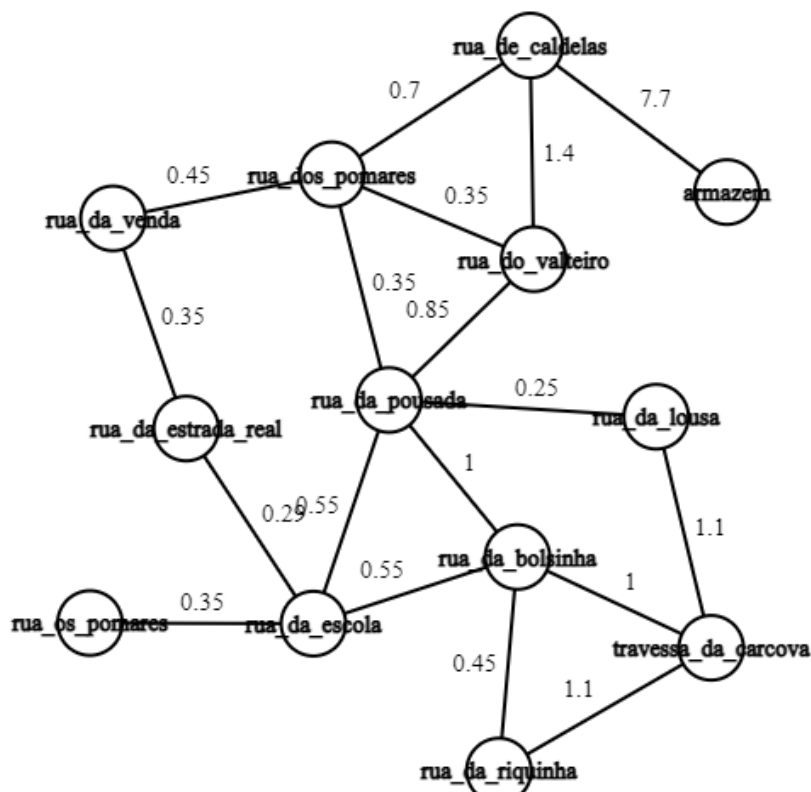 rua_de_caldelas
0.7
7.7
1.4
rua_dos_pomares
0.45
armazem
rua_da_venda
0.35
rua_do_valteiro
0.35
0.85
0.35
rua_da_pousada
0.25
rua_da_lousa
rua_da_estrada_real
1
0.29
0.55
1.1
rua_da_bolsinha
0.55
0.35
1
rua_os_pomares
rua_da_escola
travessa_da_carcova
0.45
1.1
rua_da_riquinha